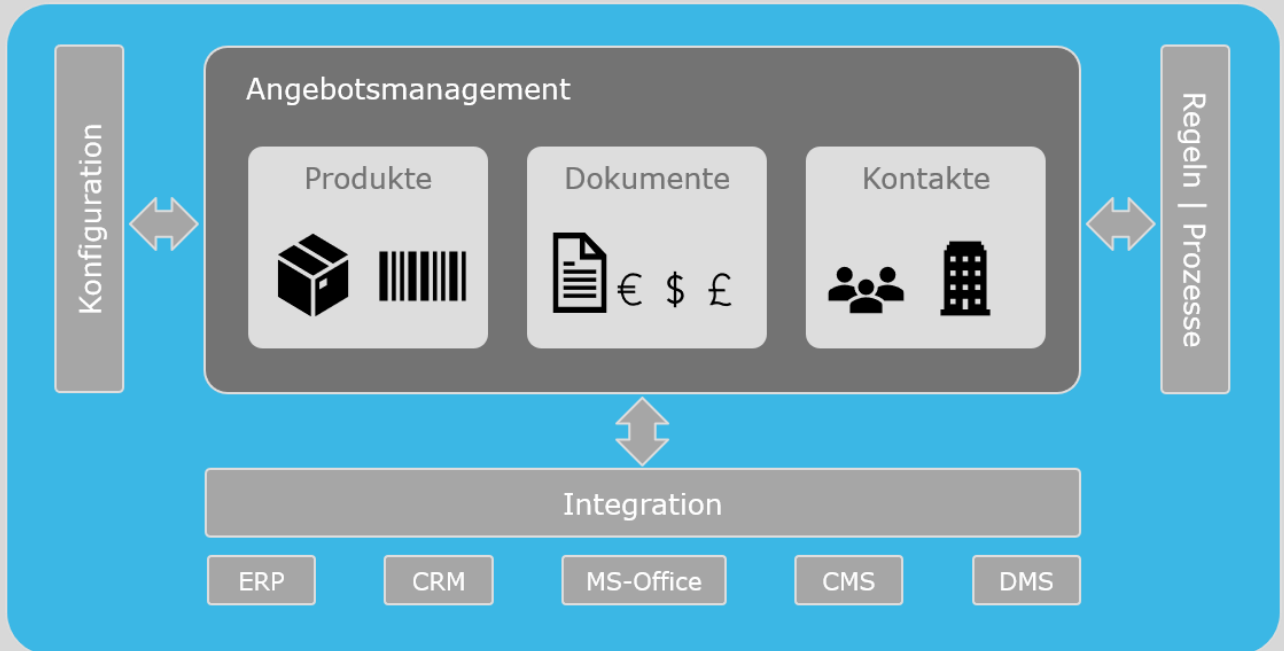 Konfiguration
Angebotsmanagement
Produkte
Dokumente
€ $ £
Kontakte
Regeln | Prozesse
Integration
ERP
CRM
MS-Office
CMS
DMS